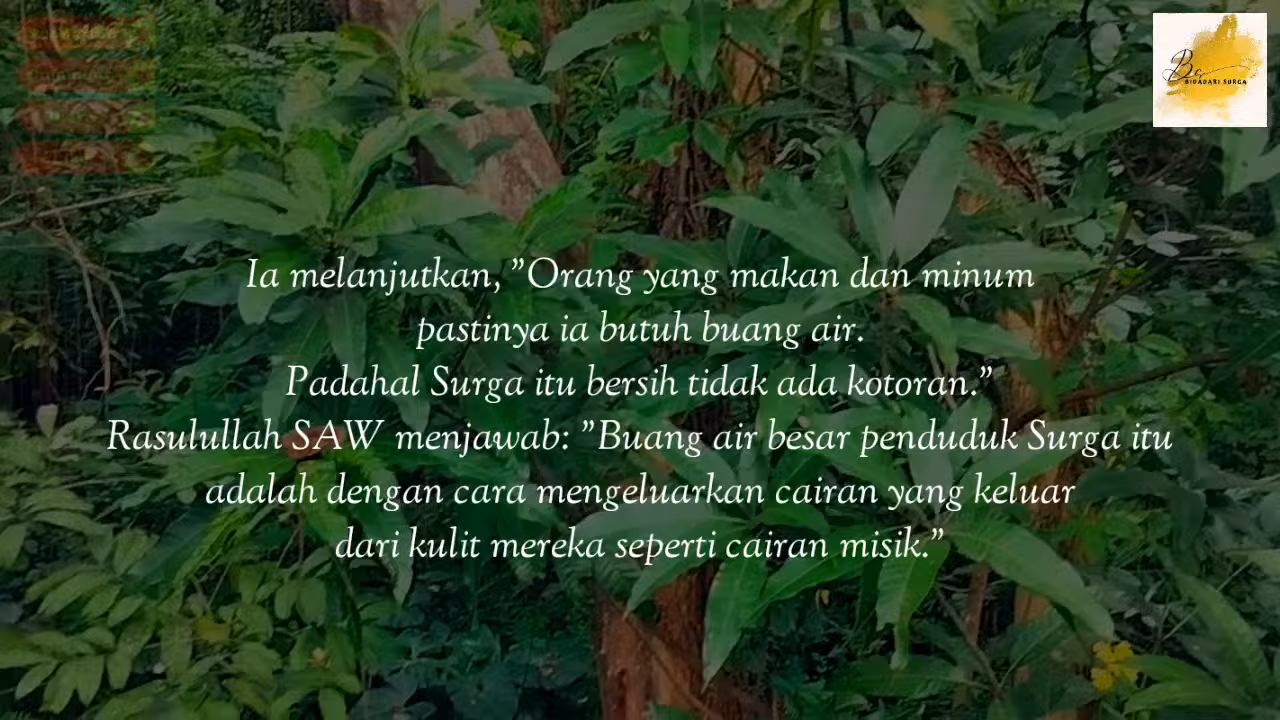 BIDADARI SURGA
Ia melanjutkan, ”Orang yang makan dan minum
pastinya ia butuh buang air.
Padahal Surga itu bersih tidak ada kotoran.”
Rasulullah SAW menjawab: ”Buang air besar penduduk Surga itu
adalah dengan cara mengeluarkan cairan yang keluar
dari kulit mereka seperti cairan misik.”